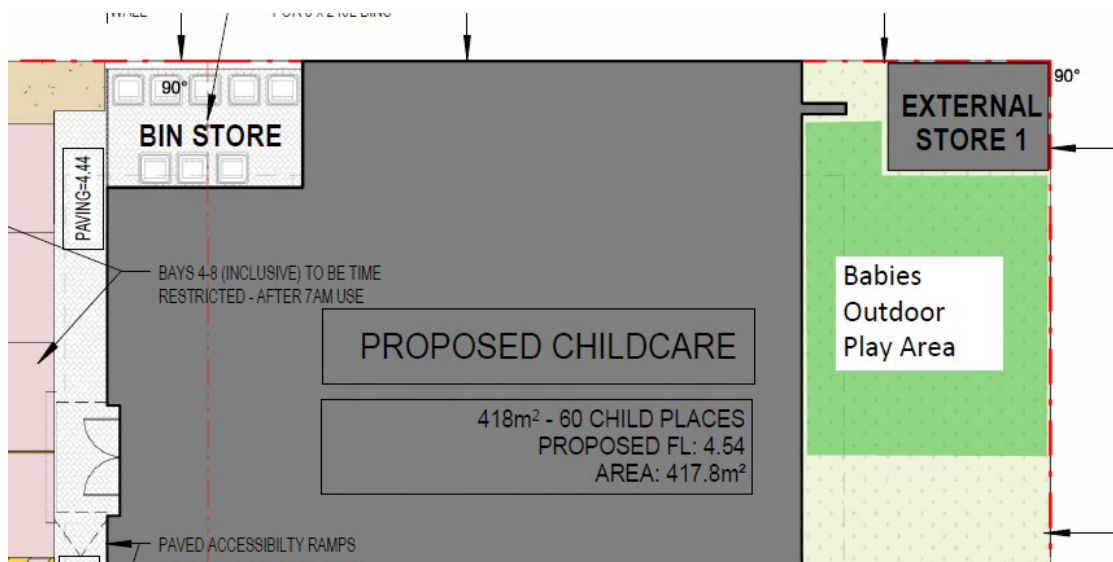 WALL
90°
90°
EXTERNAL
STORE 1
BIN STORE
PAVING=4.44
BAYS 4-8 (INCLUSIVE) TO BE TIME
RESTRICTED - AFTER 7AM USE
Babies
Outdoor
Play Area
PROPOSED CHILDCARE
418m² - 60 CHILD PLACES
PROPOSED FL: 4.54
AREA: 417.8m²
PAVED ACCESSIBILTY RAMPS